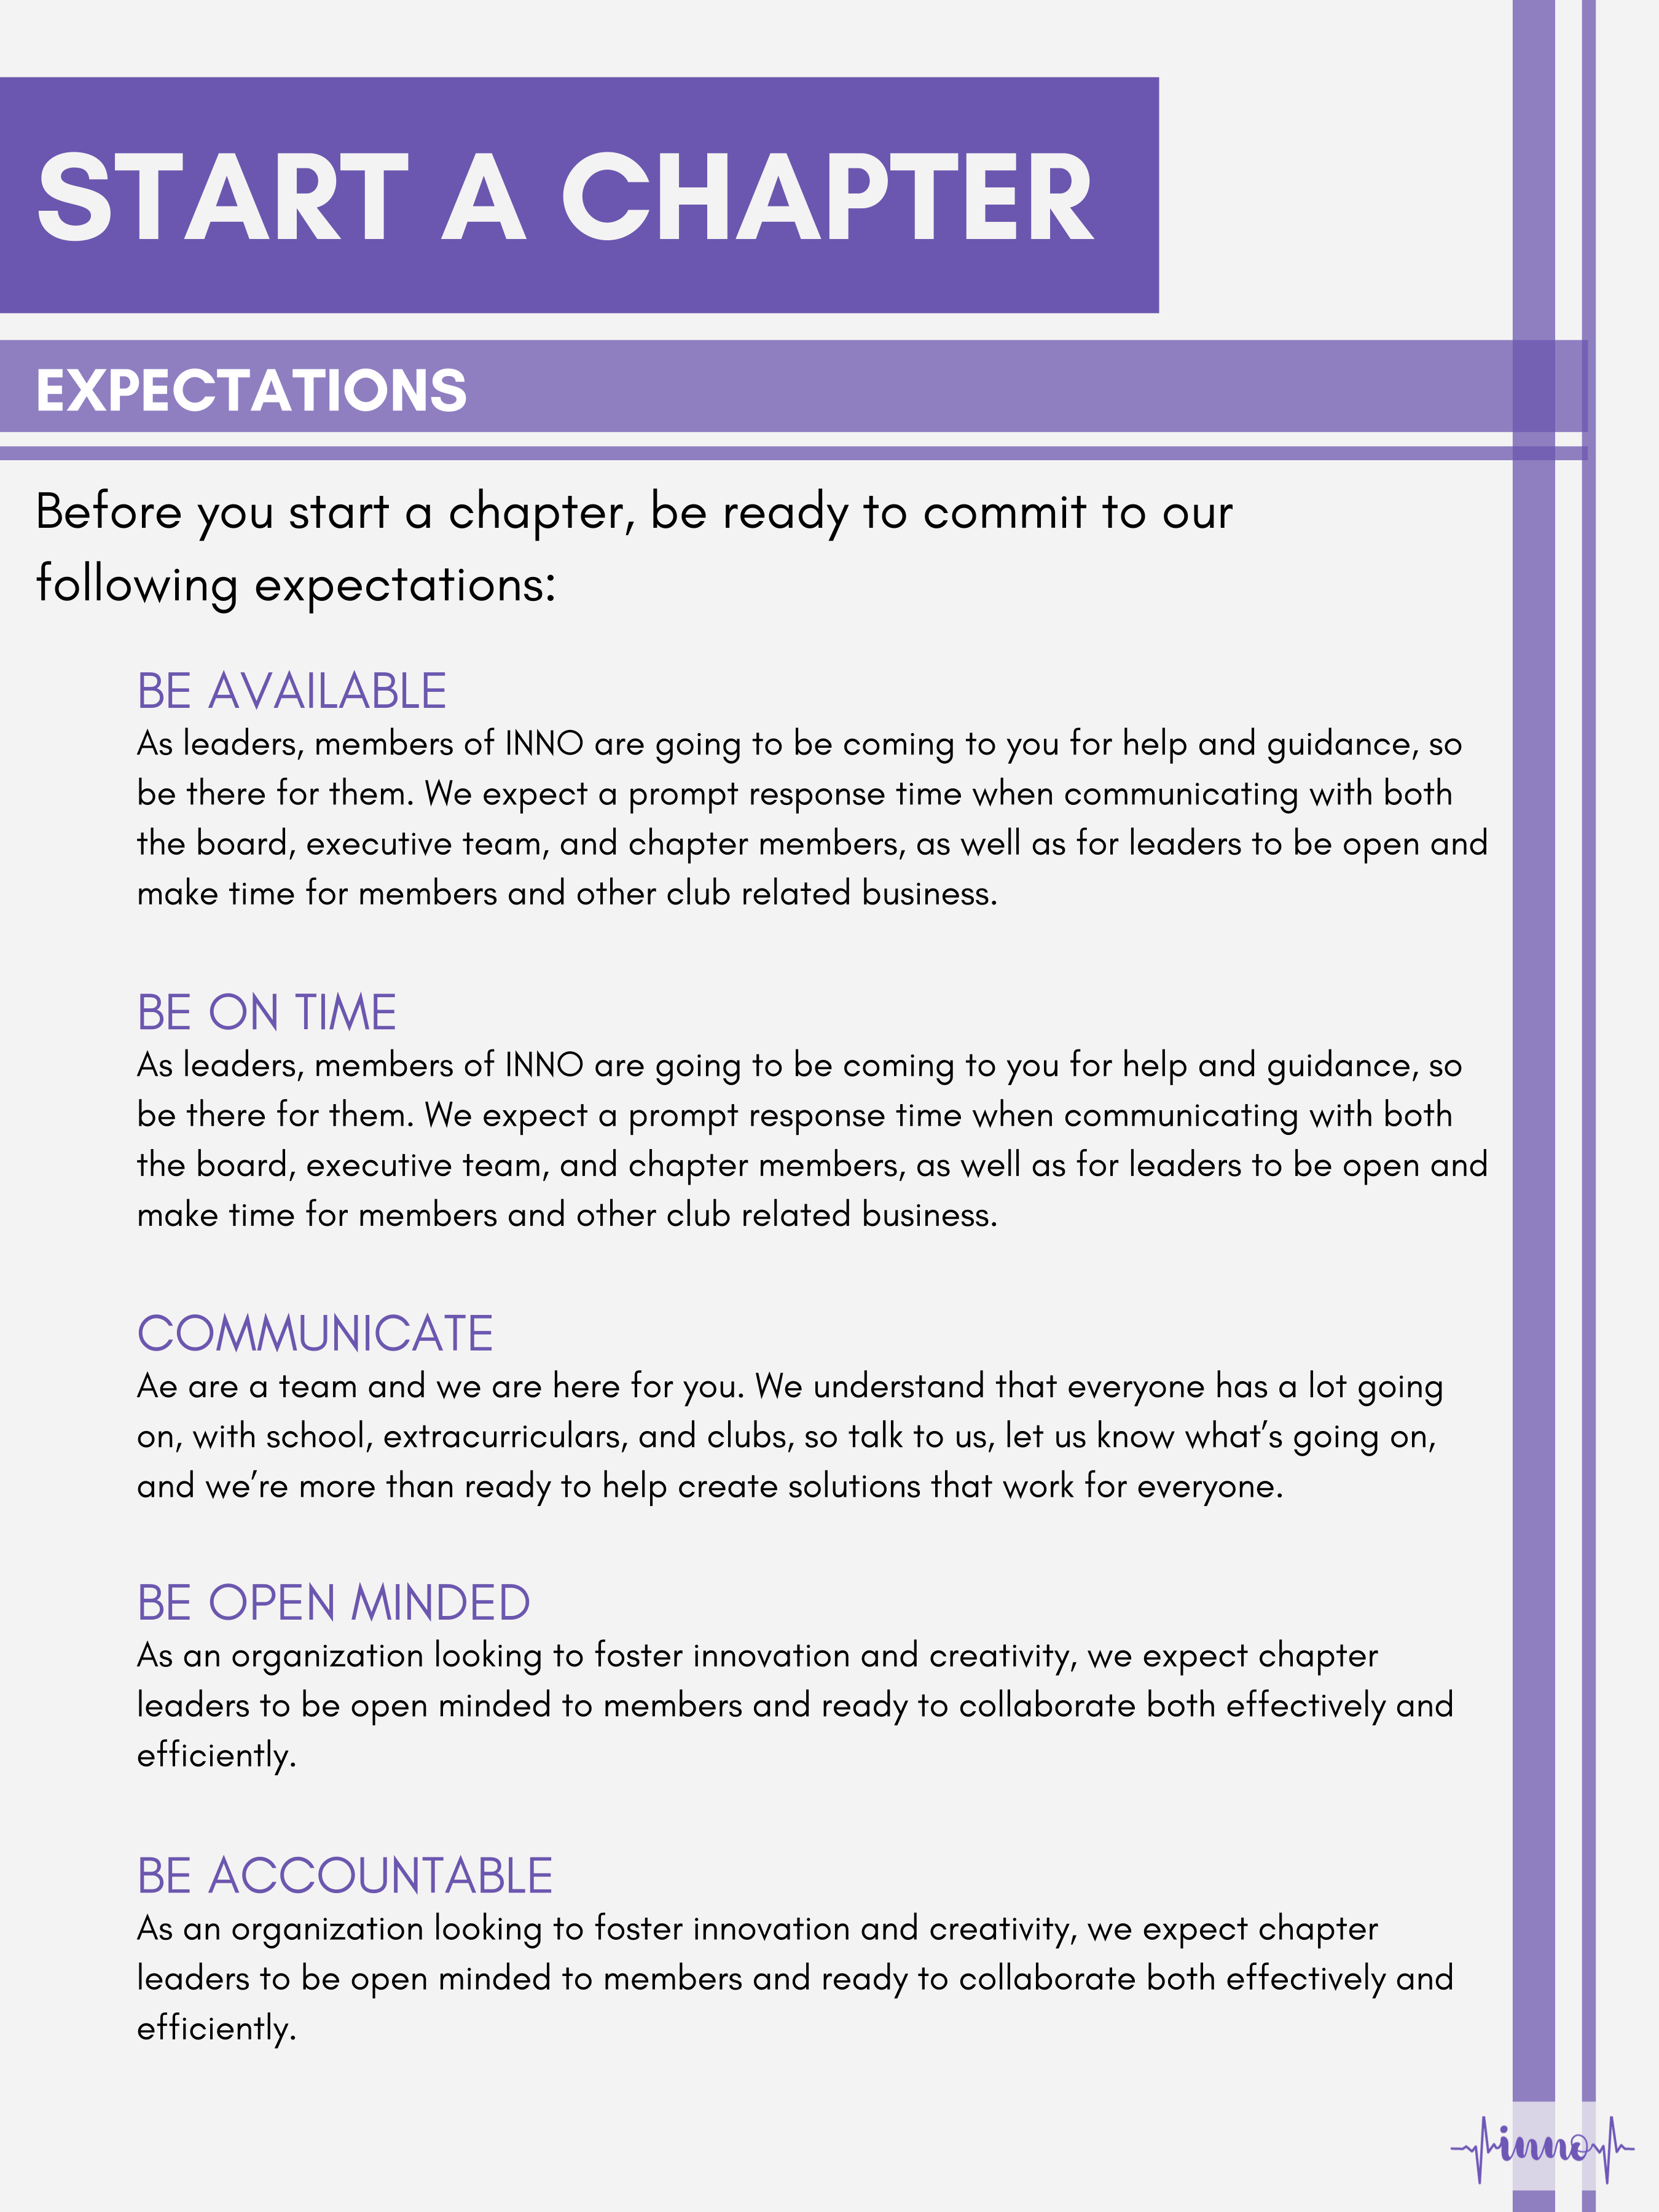 START A CHAPTER
EXPECTATIONS
Before you start a chapter, be ready to commit to our
following expectations:
BE AVAILABLE
As leaders, members of INNO are going to be coming to you for help and guidance, so
be there for them. We expect a prompt response time when communicating with both
the board, executive team, and chapter members, as well as for leaders to be open and
make time for members and other club related business.
BE ON TIME
As leaders, members of INNO are going to be coming to you for help and guidance, so
be there for them. We expect a prompt response time when communicating with both
the board, executive team, and chapter members, as well as for leaders to be open and
make time for members and other club related business.
COMMUNICATE
Ae are a team and we are here for you. We understand that everyone has a lot going
on, with school, extracurriculars, and clubs, so talk to us, let us know what’s going on,
and we’re more than ready to help create solutions that work for everyone.
BE OPEN MINDED
As an organization looking to foster innovation and creativity, we expect chapter
leaders to be open minded to members and ready to collaborate both effectively and
efficiently.
BE ACCOUNTABLE
As an organization looking to foster innovation and creativity, we expect chapter
leaders to be open minded to members and ready to collaborate both effectively and
efficiently.
inno